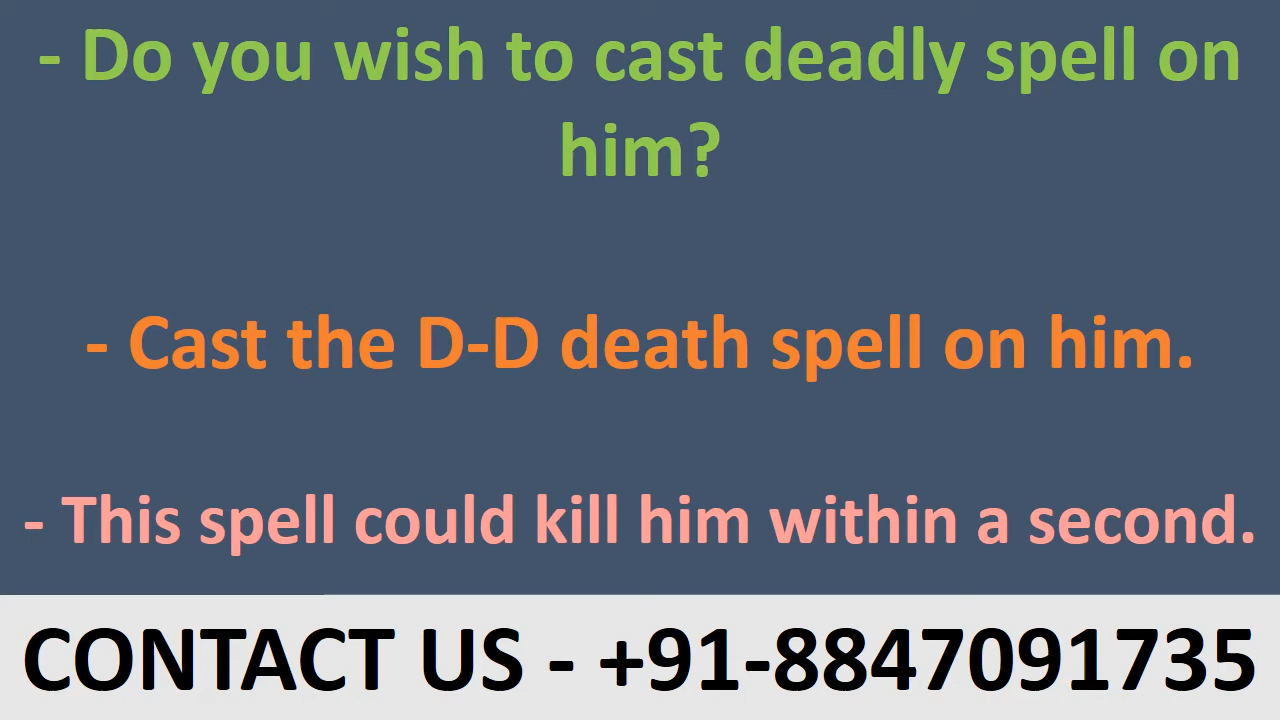 - Do you wish to cast deadly spell on
him?
- Cast the D-D death spell on him.
- This spell could kill him within a second.
CONTACT US - +91-8847091735